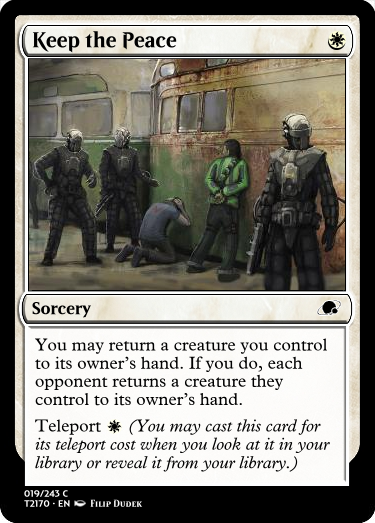 Keep the Peace
Sorcery
You may return a creature you control
to its owner's hand. If you do, each
opponent returns a creature they
control to its owner's hand.
Teleport (You may cast this card for
its teleport cost when you look at it in your
library or reveal it from your library.)
019/243 C
T2170 • EN Filip Dudek